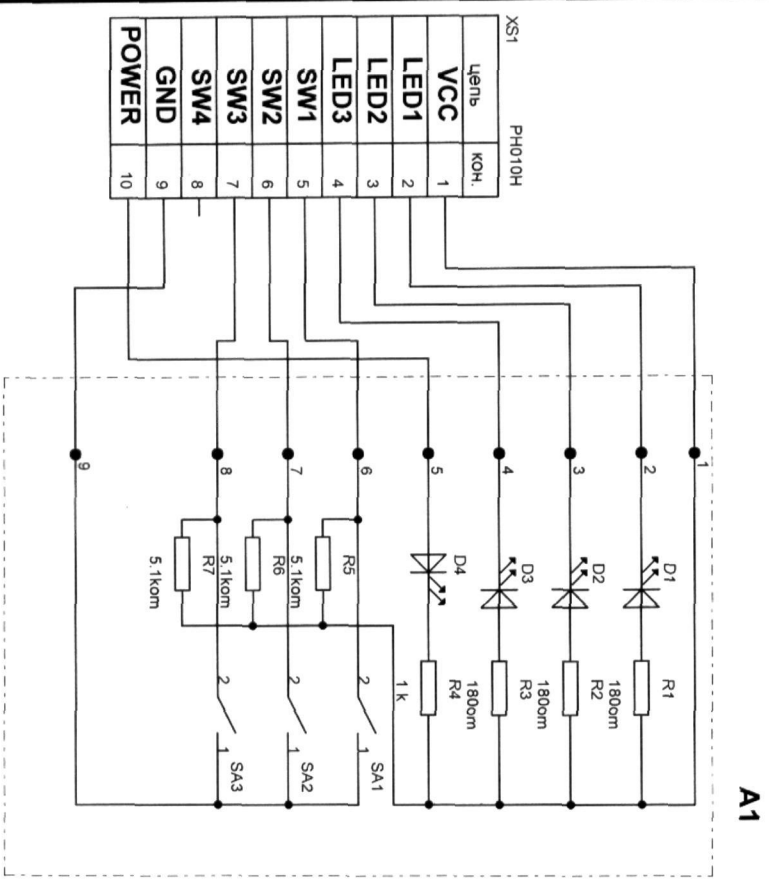 A1
XS1 PH010H
цепь кон.
VCC 1
LED1 2
LED2 3
LED3 4
SW1 5
SW2 6
SW3 7
SW4 8
GND 9
POWER 10
1
D1 R1
2
180om
D2 R2
3
180om
D3 R3
4
180om
D4 R4
5
1k
SA1
6 2 1
R5
5.1kom
SA2
7 2 1
R6
5.1kom
SA3
8 2 1
R7
5.1kom
9